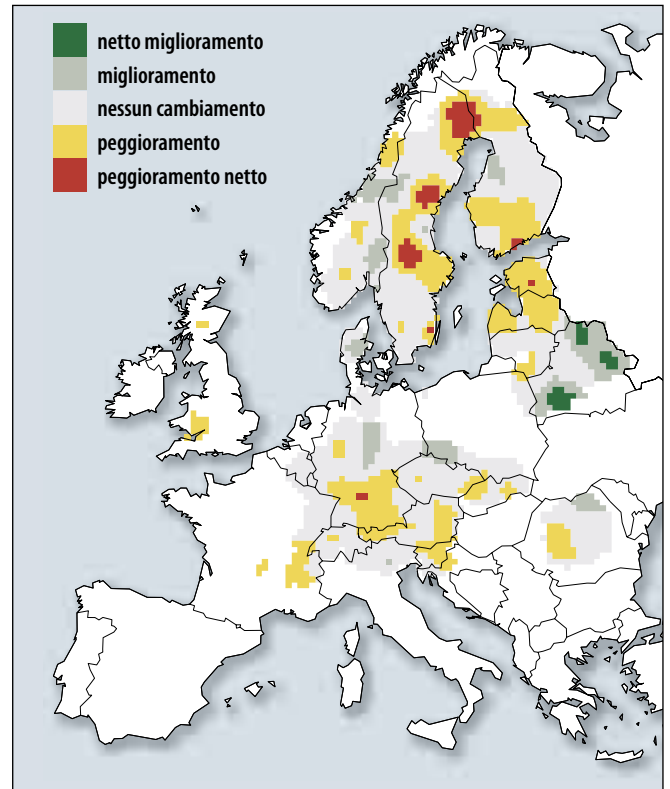 netto miglioramento
miglioramento
nessun cambiamento
peggioramento
peggioramento netto